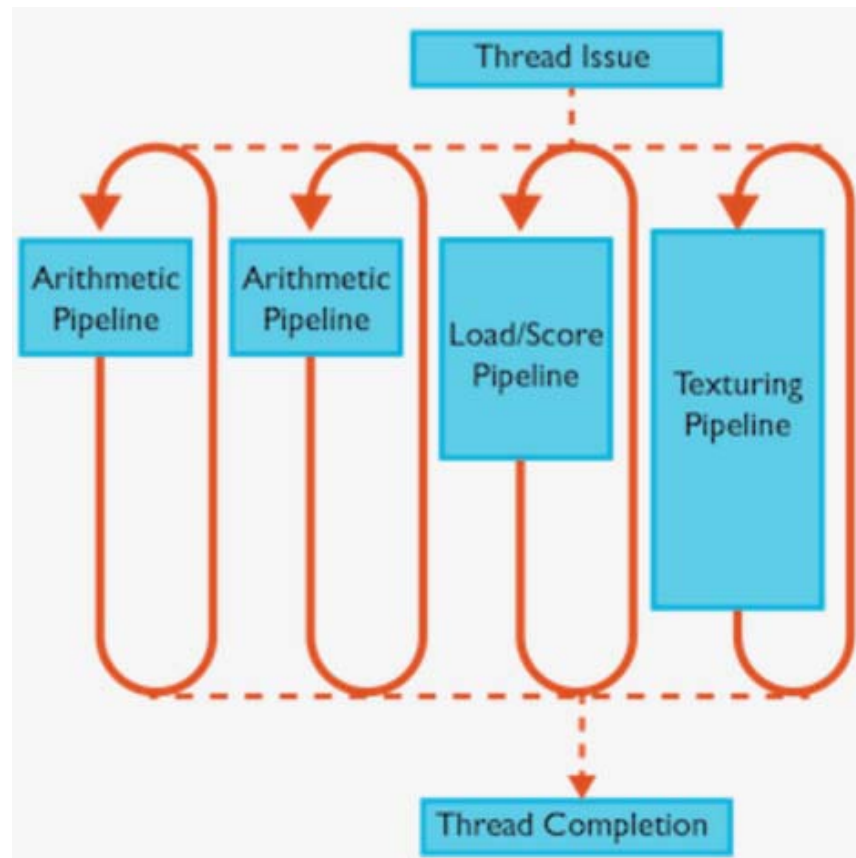 Thread Issue
Arithmetic
Pipeline
Arithmetic
Pipeline
Load/Score
Pipeline
Texturing
Pipeline
Thread Completion